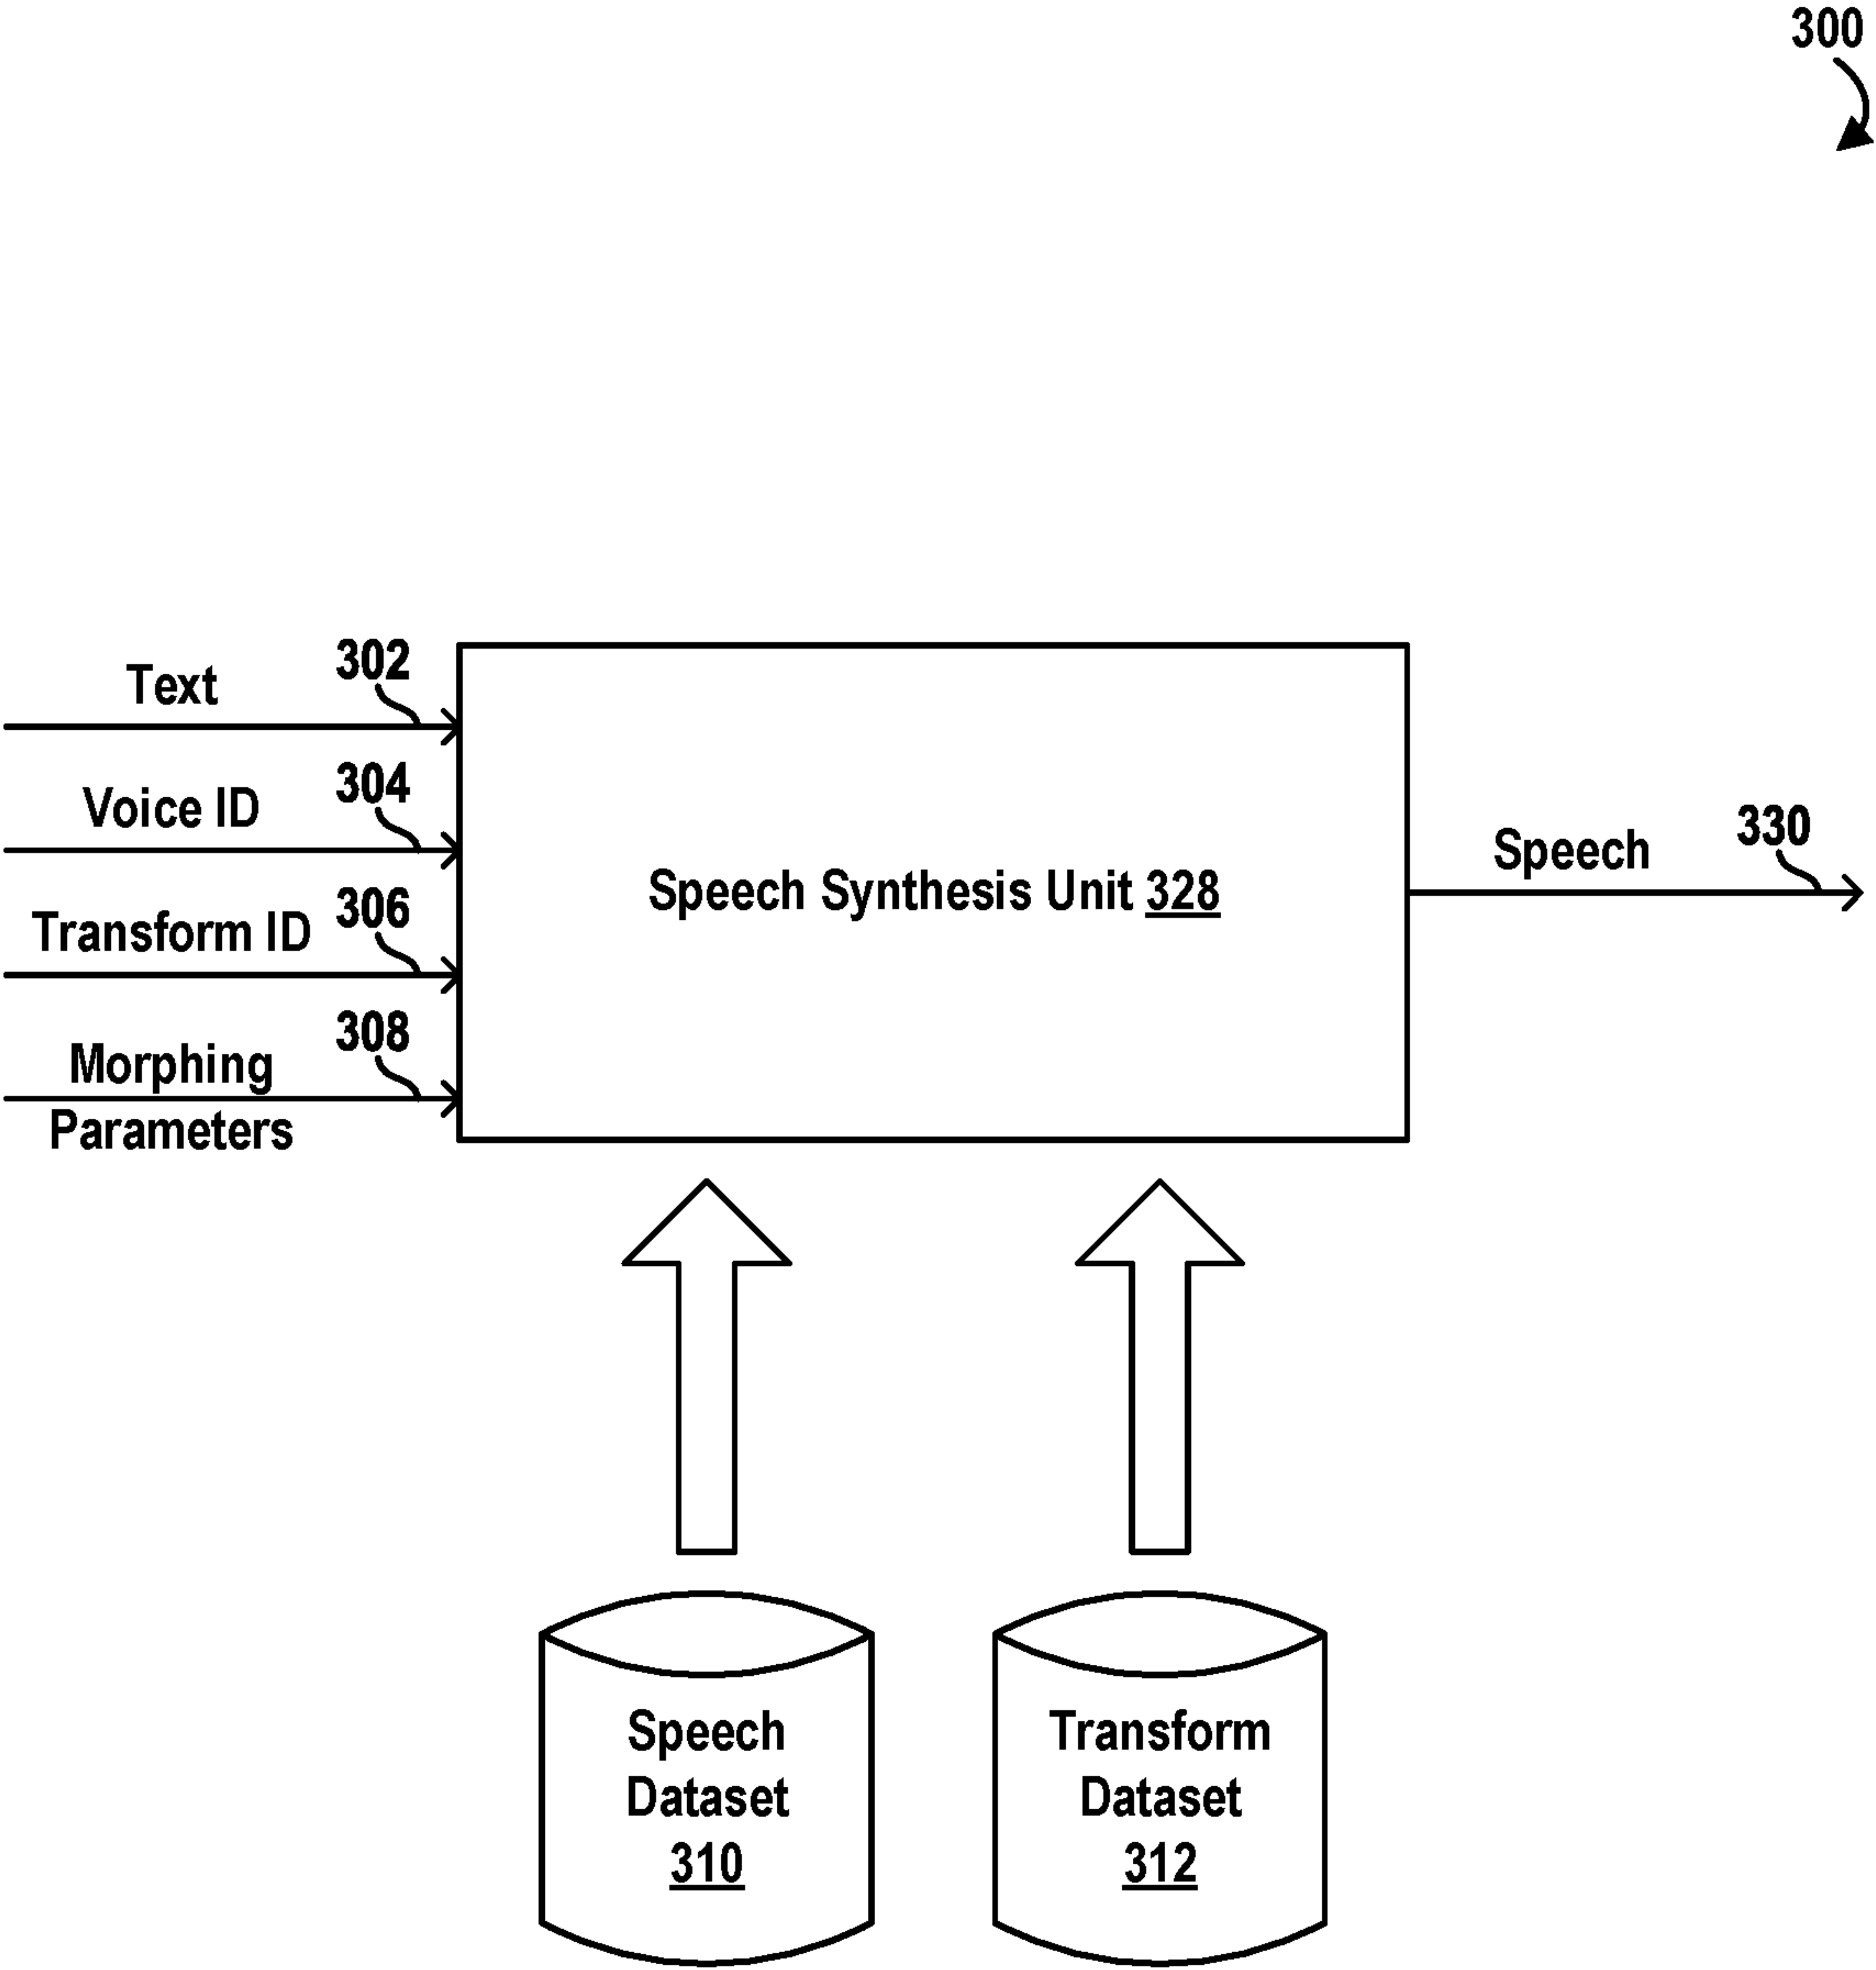 300
Text
302
Voice ID
304
Transform ID
306
Morphing
308
Parameters
Speech Synthesis Unit 328
Speech
330
Speech
Dataset
310
Transform
Dataset
312